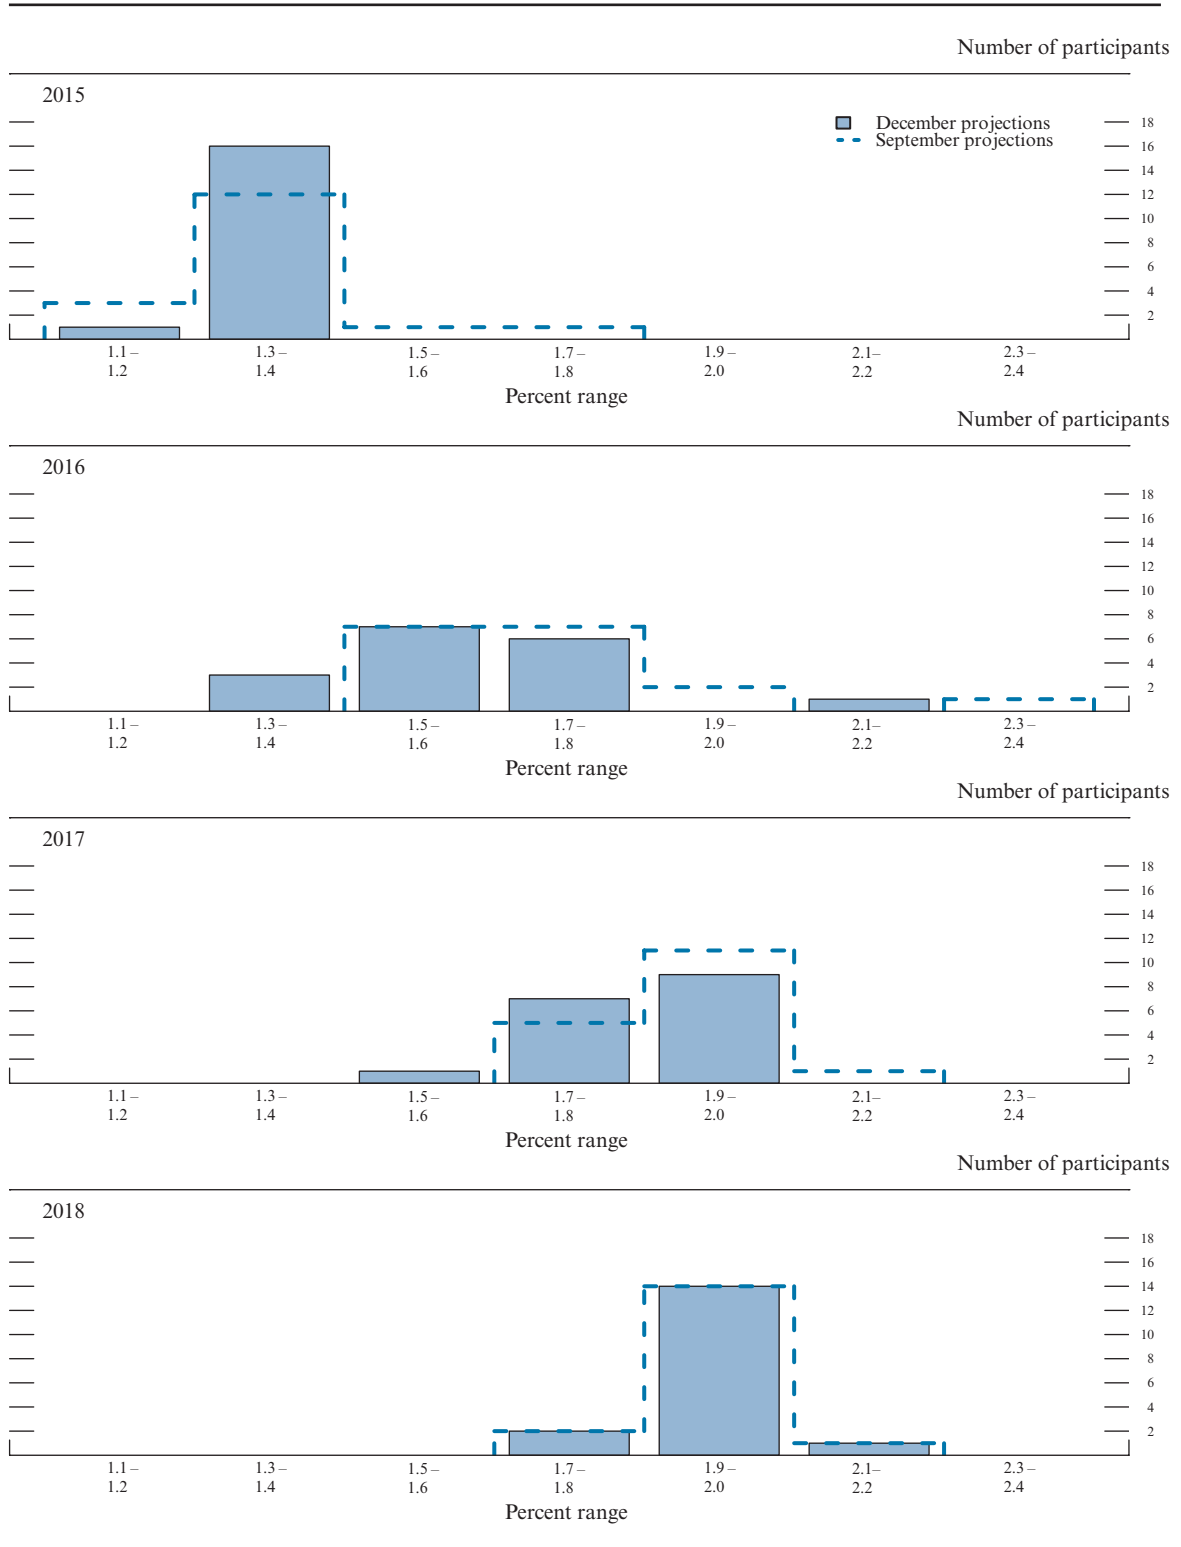 Number of participants
2015
December projections
September projections
18
16
14
12
10
8
6
4
2
1.1 – 1.3 – 1.5 – 1.7 – 1.9 – 2.1– 2.3 –
1.2 1.4 1.6 1.8 2.0 2.2 2.4
Percent range
Number of participants
2016
18
16
14
12
10
8
6
4
2
1.1 – 1.3 – 1.5 – 1.7 – 1.9 – 2.1– 2.3 –
1.2 1.4 1.6 1.8 2.0 2.2 2.4
Percent range
Number of participants
2017
18
16
14
12
10
8
6
4
2
1.1 – 1.3 – 1.5 – 1.7 – 1.9 – 2.1– 2.3 –
1.2 1.4 1.6 1.8 2.0 2.2 2.4
Percent range
Number of participants
2018
18
16
14
12
10
8
6
4
2
1.1 – 1.3 – 1.5 – 1.7 – 1.9 – 2.1– 2.3 –
1.2 1.4 1.6 1.8 2.0 2.2 2.4
Percent range